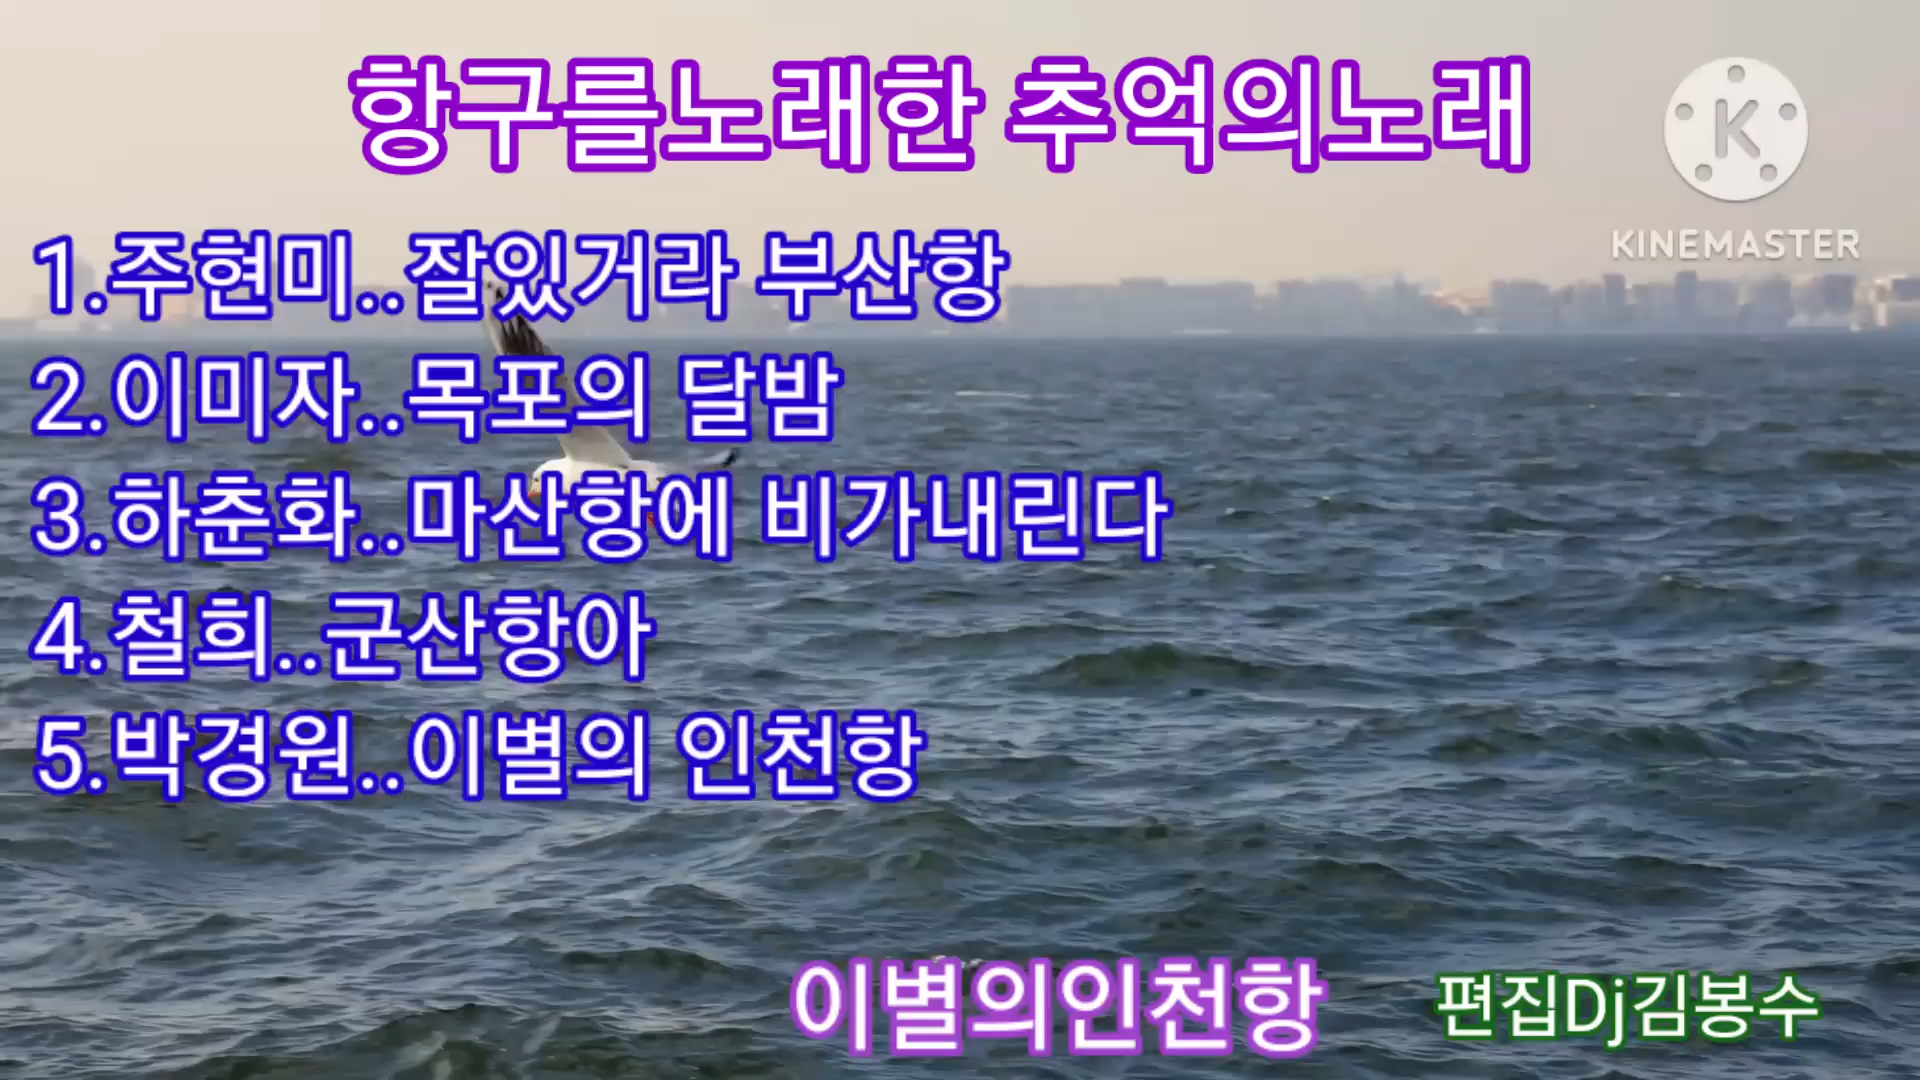 항구를노래한 추억의노래
K
KINEMASTER
1.주현미..잘있거라 부산항
2.이미자..목포의 달밤
3.하춘화..마산항에 비가내린다
4.철희..군산항아
5.박경원..이별의 인천항
이별의인천항
편집Dj김봉수